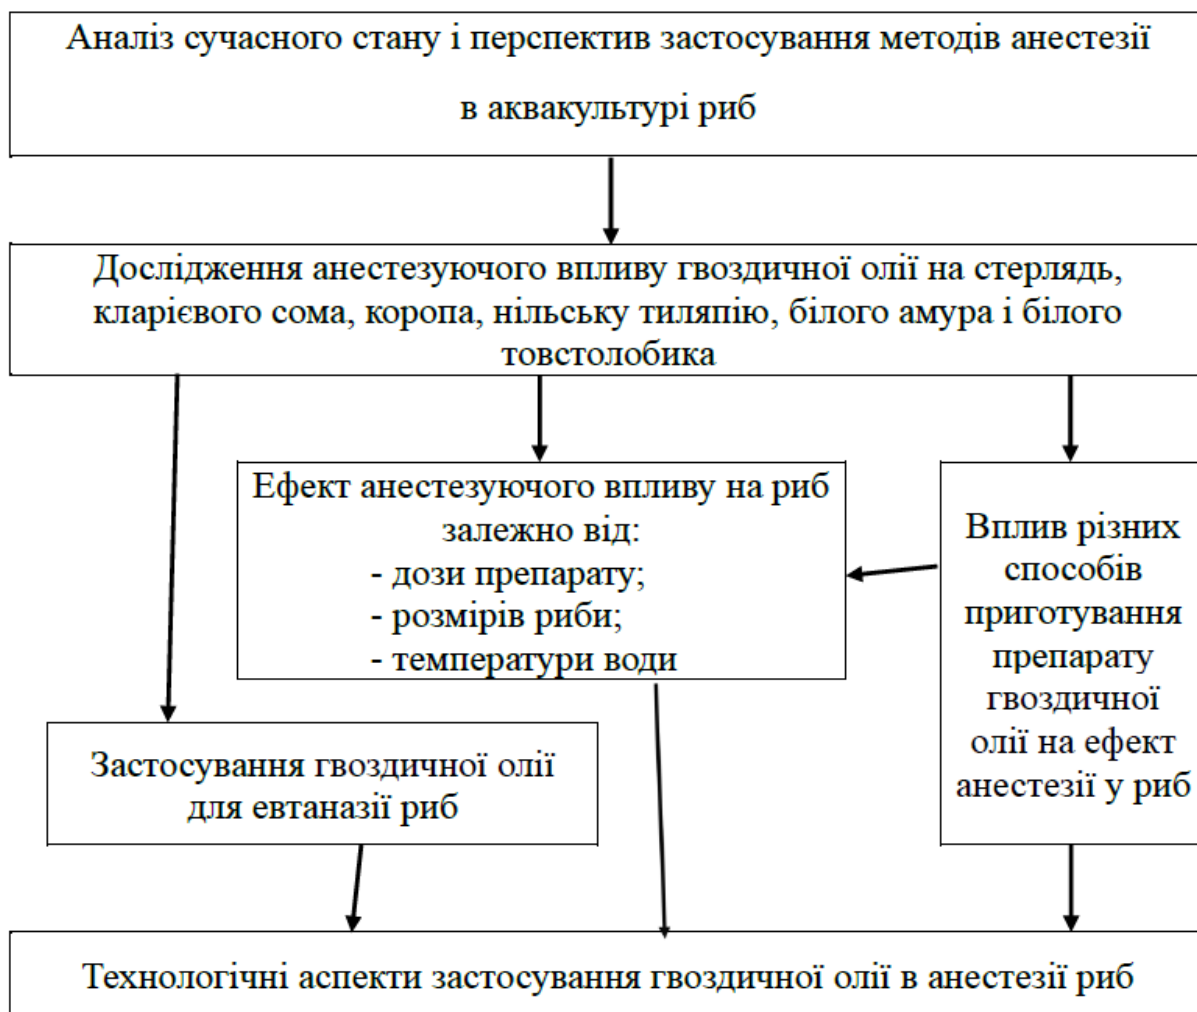 Аналіз сучасного стану і перспектив застосування методів анестезії
в аквакультурі риб
Дослідження анестезуючого впливу гвоздичної олії на стерлядь,
кларієвого сома, коропа, нільську тиляпію, білого амура і білого
товстолобика
Ефект анестезуючого впливу на риб
залежно від:
- дози препарату;
- розмірів риби;
- температури води
Вплив різних
способів
приготування
препарату
гвоздичної
олії на ефект
анестезії у риб
Застосування гвоздичної олії
для евтаназії риб
Технологічні аспекти застосування гвоздичної олії в анестезії риб